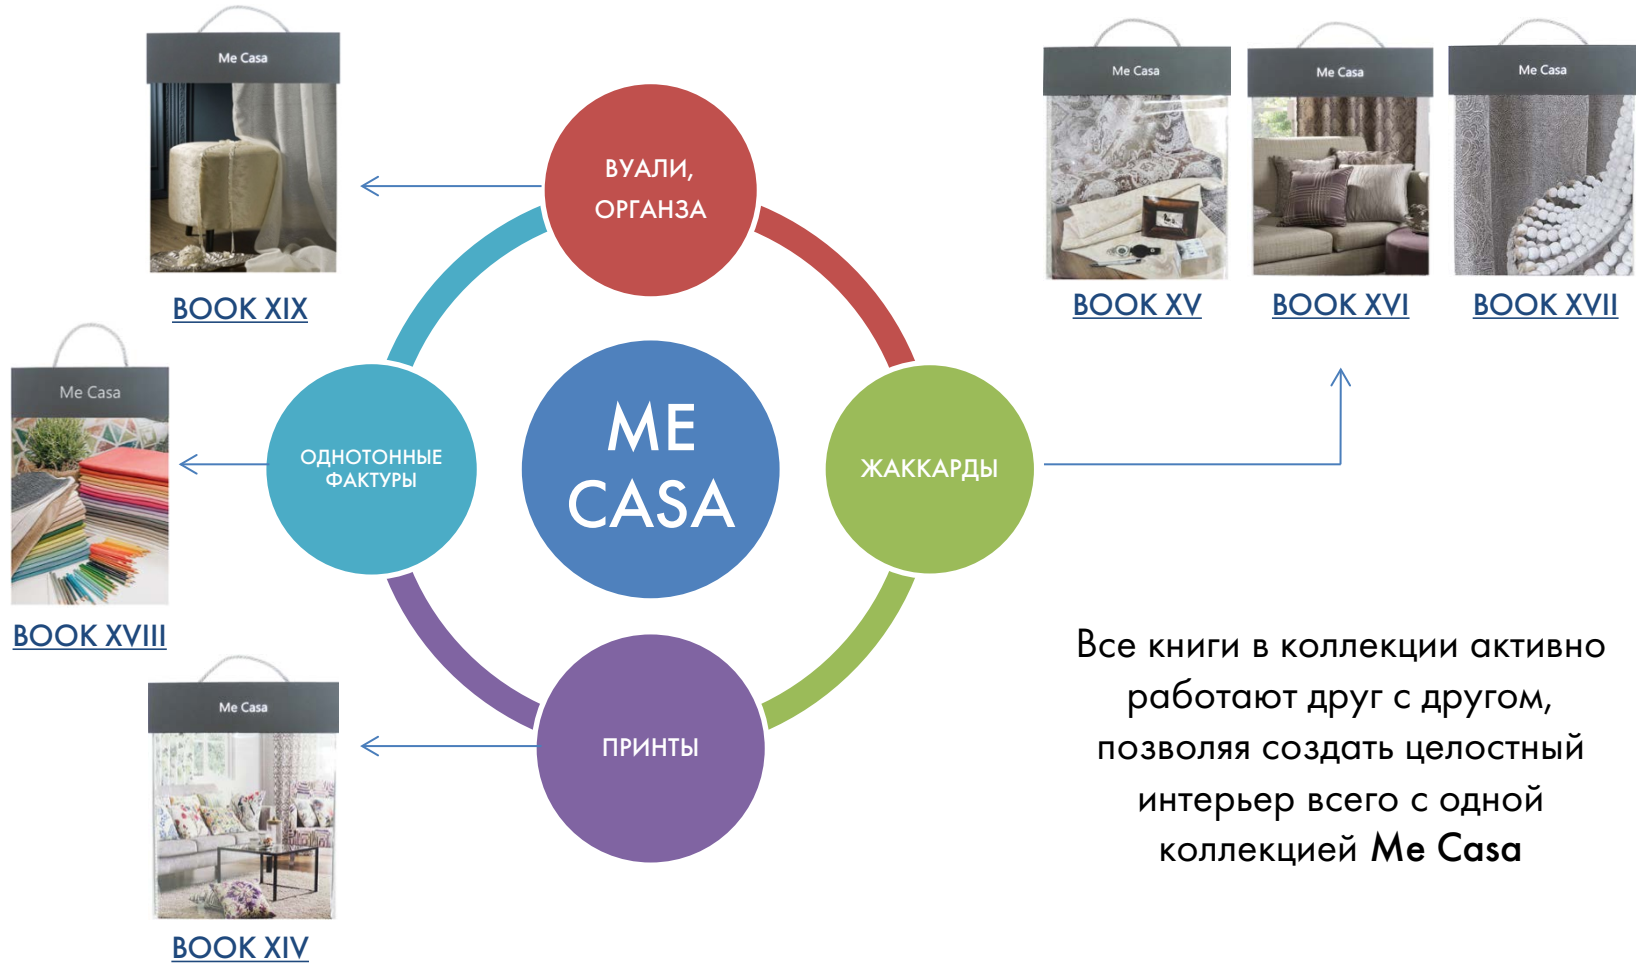 Me Casa
BOOK XIX
Me Casa
BOOK XVIII
Me Casa
BOOK XIV
ВУАЛИ,
ОРГАНЗА
ОДНОТОННЫЕ
ФАКТУРЫ
ME
CASA
ЖАККАРДЫ
ПРИНТЫ
Me Casa
BOOK XV
Me Casa
BOOK XVI
Me Casa
BOOK XVII
Все книги в коллекции активно
работают друг с другом,
позволяя создать целостный
интерьер всего с одной
коллекцией Me Casa